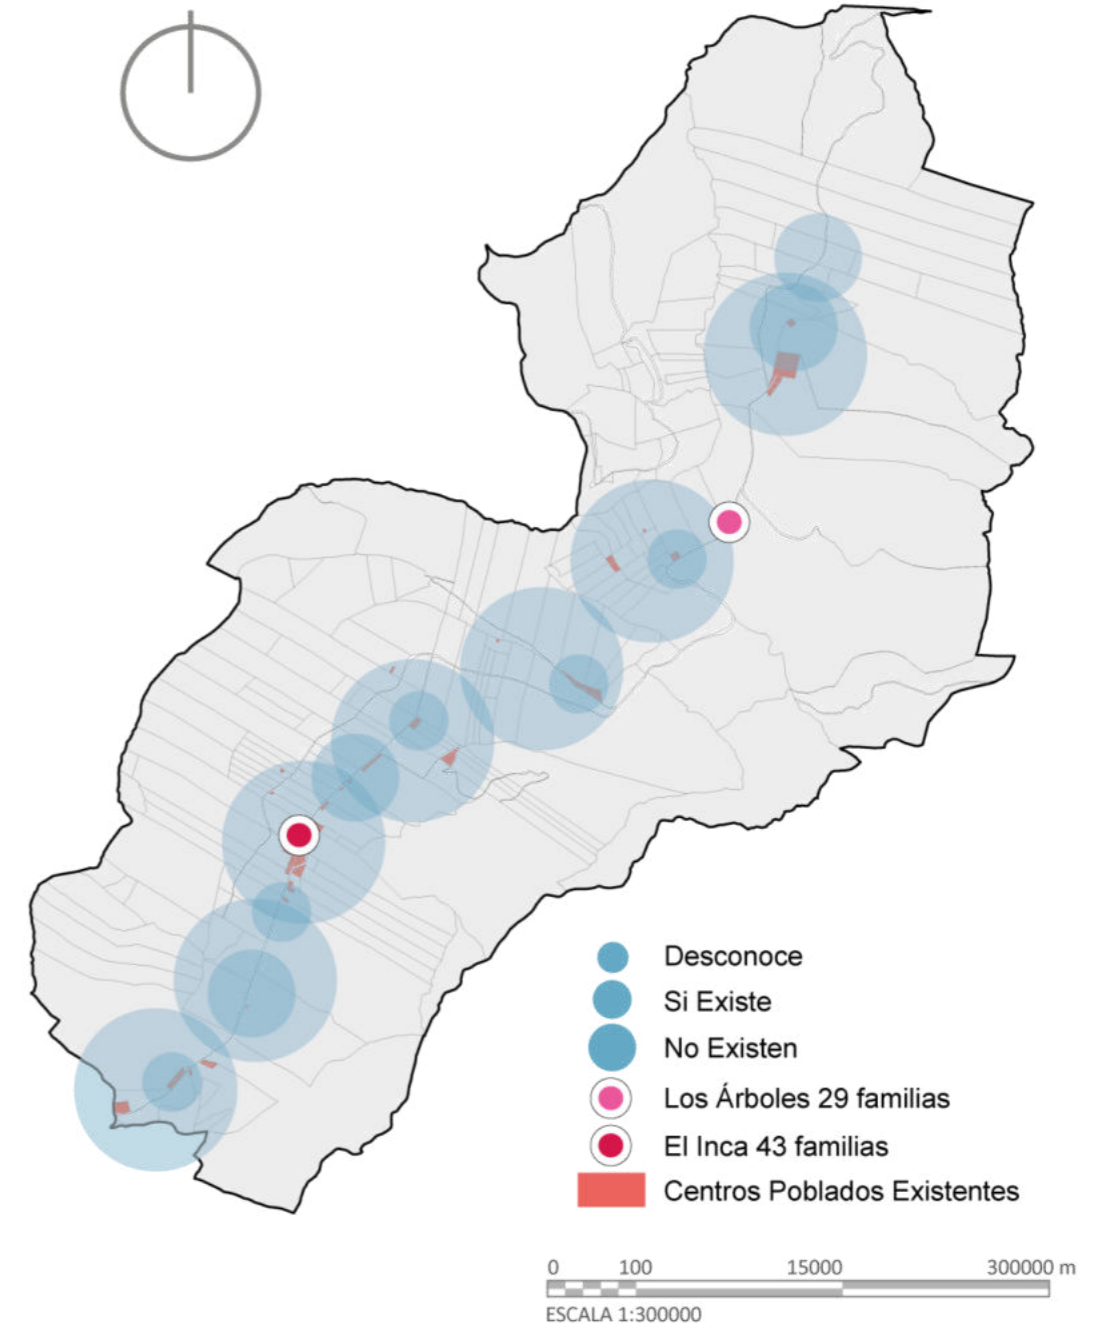 Desconoce
Si Existe
No Existen
Los Árboles 29 familias
El Inca 43 familias
Centros Poblados Existentes
0 100 15000 300000 m
ESCALA 1:300000